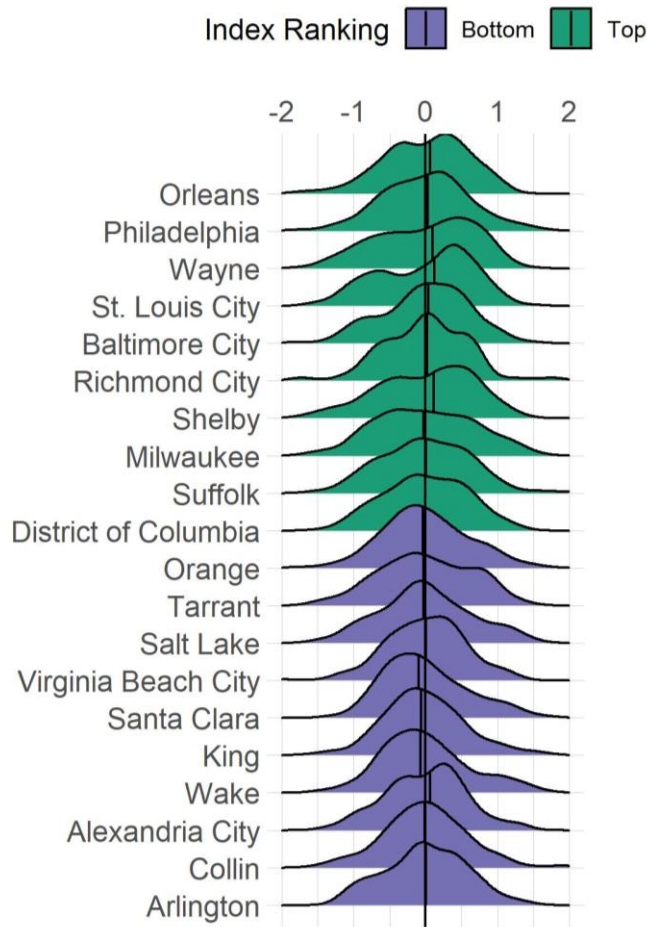 Index Ranking Bottom Top
-2 -1 0 1 2
Orleans
Philadelphia
Wayne
St. Louis City
Baltimore City
Richmond City
Shelby
Milwaukee
Suffolk
District of Columbia
Orange
Tarrant
Salt Lake
Virginia Beach City
Santa Clara
King
Wake
Alexandria City
Collin
Arlington